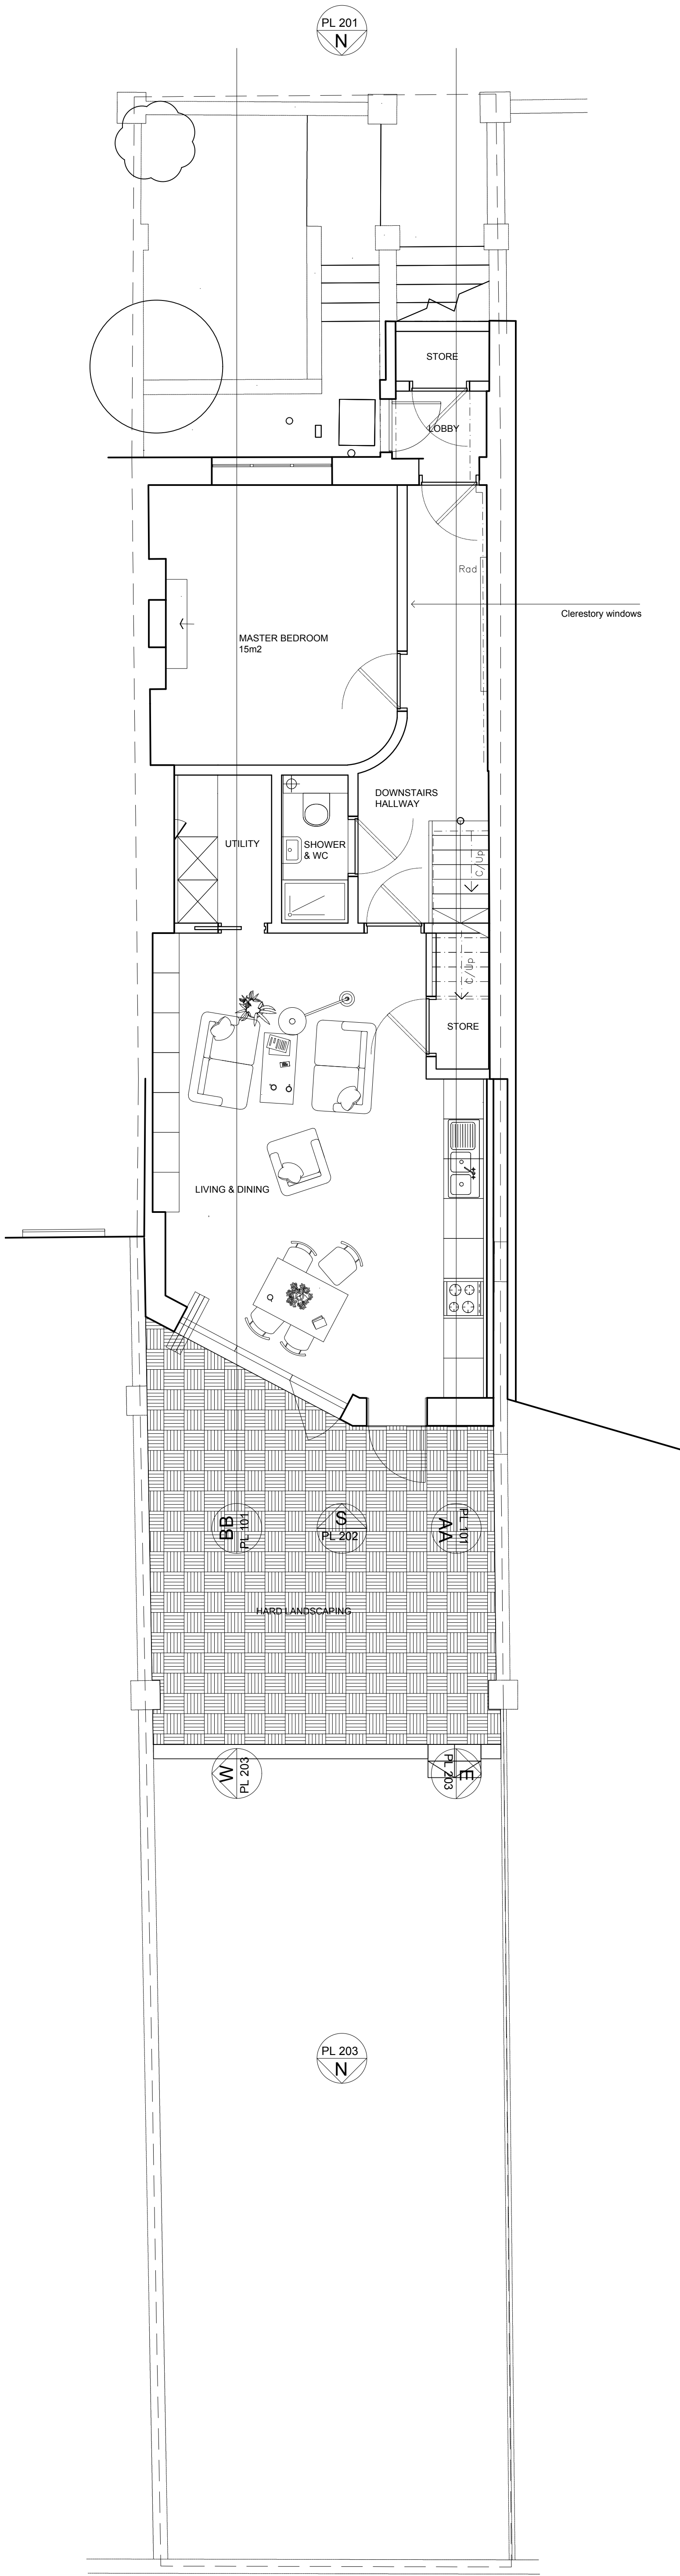 PL 201
N
STORE
LOBBY
Rad
Clerestory windows
MASTER BEDROOM
15m2
DOWNSTAIRS
HALLWAY
UTILITY
SHOWER
& WC
C/Up
C/Up
STORE
LIVING & DINING
BB
PL 101
S
PL 202
AA
PL 101
HARD LANDSCAPING
W
PL 203
E
PL 203
PL 203
N